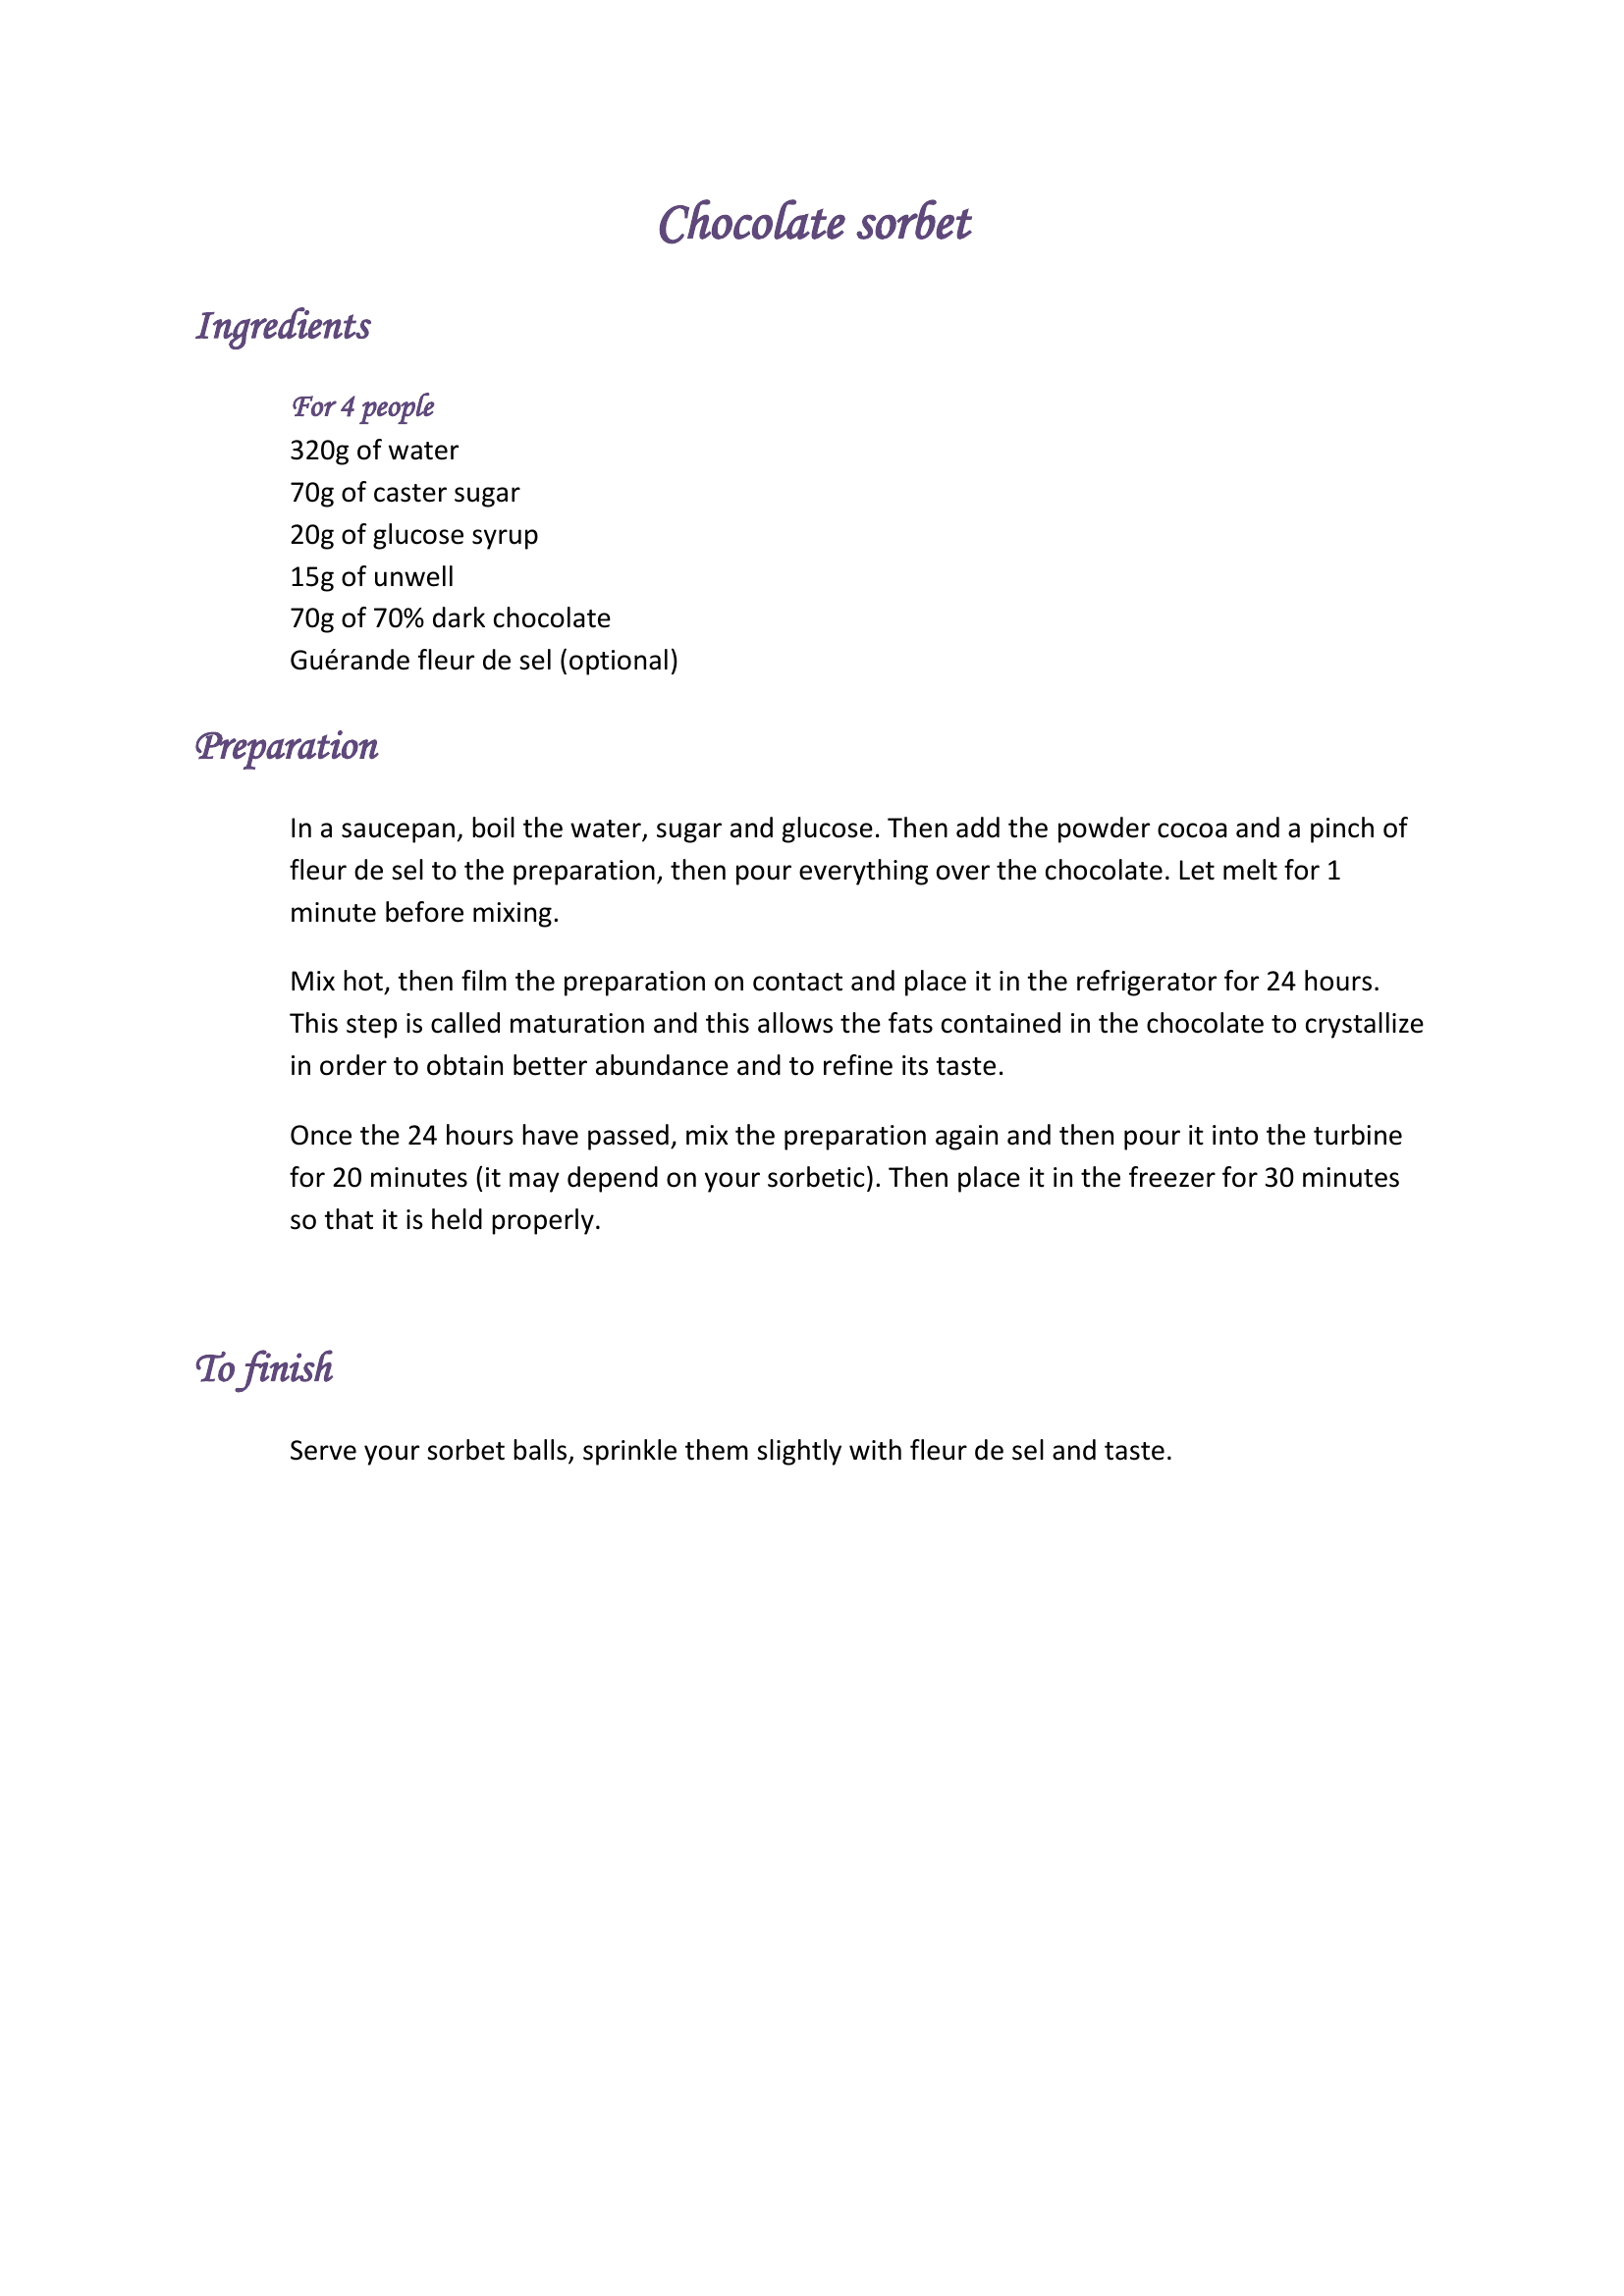 Chocolate sorbet
Ingredients
For 4 people
320g of water
70g of caster sugar
20g of glucose syrup
15g of unwell
70g of 70% dark chocolate
Guérande fleur de sel (optional)
Preparation
In a saucepan, boil the water, sugar and glucose. Then add the powder cocoa and a pinch of
fleur de sel to the preparation, then pour everything over the chocolate. Let melt for 1
minute before mixing.
Mix hot, then film the preparation on contact and place it in the refrigerator for 24 hours.
This step is called maturation and this allows the fats contained in the chocolate to crystallize
in order to obtain better abundance and to refine its taste.
Once the 24 hours have passed, mix the preparation again and then pour it into the turbine
for 20 minutes (it may depend on your sorbetic). Then place it in the freezer for 30 minutes
so that it is held properly.
To finish
Serve your sorbet balls, sprinkle them slightly with fleur de sel and taste.